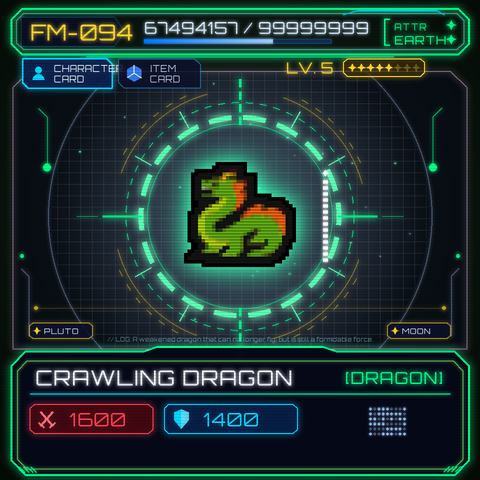 FM-094
67494157 / 99999999
ATTR
EARTH
CHARACTER
CARD
ITEM
CARD
LV. 5
PLUTO
MOON
// LOG: A weakened dragon that can no longer fly, but is still a formidable force
CRAWLING DRAGON
[DRAGON]
1600
1400